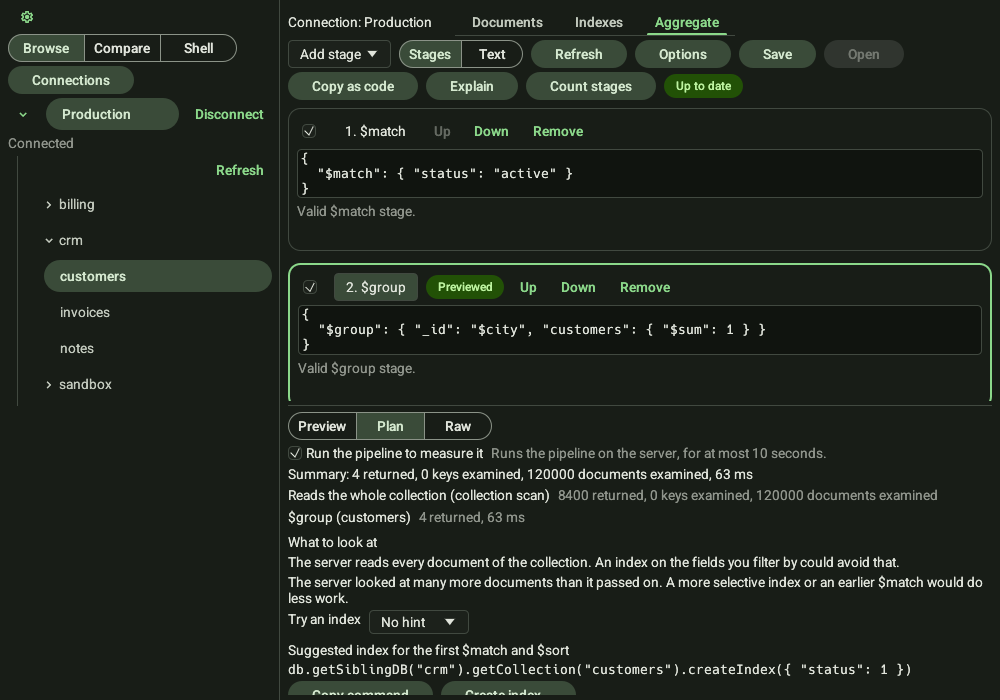 Browse Compare Shell
Connections
Production Disconnect
Connected
Refresh
billing
crm
customers
invoices
notes
sandbox
Connection: Production Documents Indexes Aggregate
Add stage Stages Text Refresh Options Save Open
Copy as code Explain Count stages Up to date
1. $match Up Down Remove
{
"$match": { "status": "active" }
}
Valid $match stage.
2. $group Previewed Up Down Remove
{
"$group": { "_id": "$city", "customers": { "$sum": 1 } }
}
Valid $group stage.
Preview Plan Raw
Run the pipeline to measure it Runs the pipeline on the server, for at most 10 seconds.
Summary: 4 returned, 0 keys examined, 120000 documents examined, 63 ms
Reads the whole collection (collection scan) 8400 returned, 0 keys examined, 120000 documents examined
$group (customers) 4 returned, 63 ms
What to look at
The server reads every document of the collection. An index on the fields you filter by could avoid that.
The server looked at many more documents than it passed on. A more selective index or an earlier $match would do
less work.
Try an index No hint
Suggested index for the first $match and $sort
db.getSiblingDB("crm").getCollection("customers").createIndex({ "status": 1 })
Copy command Create index